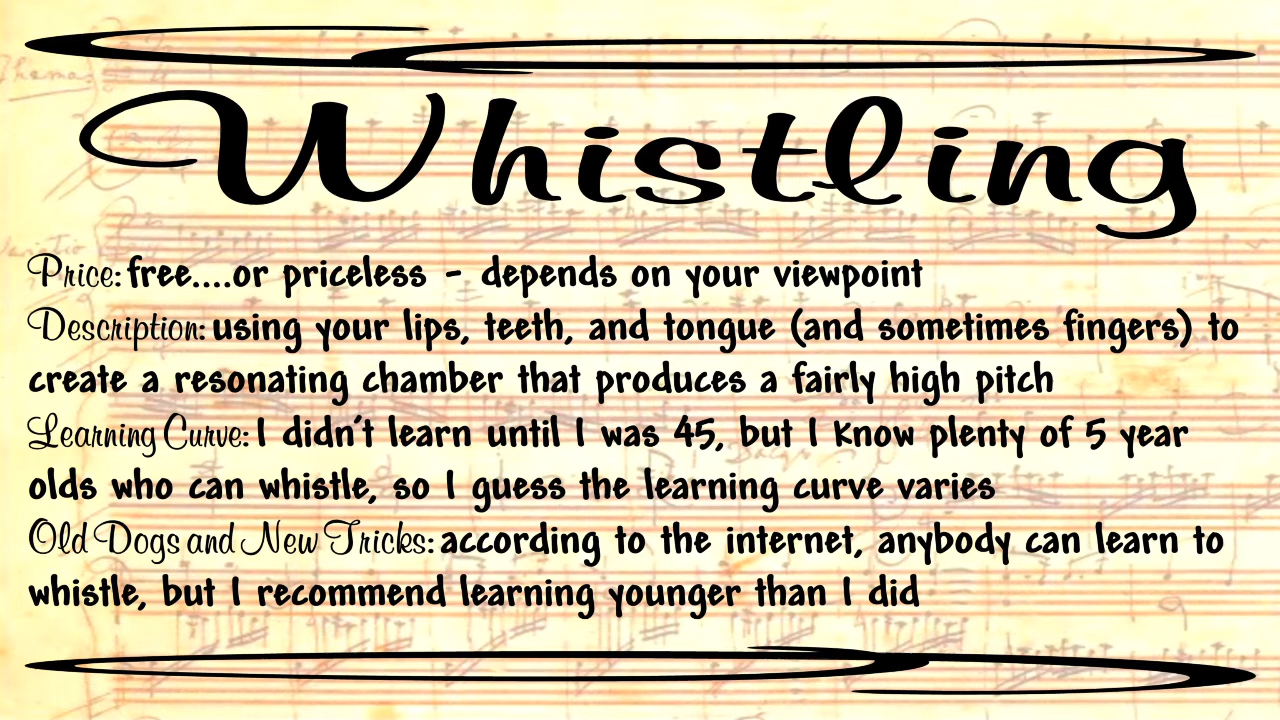 Whistling
Price: free....or priceless - depends on your viewpoint
Description: using your lips, teeth, and tongue (and sometimes fingers) to
create a resonating chamber that produces a fairly high pitch
Learning Curve: I didn't learn until I was 45, but I know plenty of 5 year
olds who can whistle, so I guess the learning curve varies
Old Dogs and New Tricks: according to the internet, anybody can learn to
whistle, but I recommend learning younger than I did